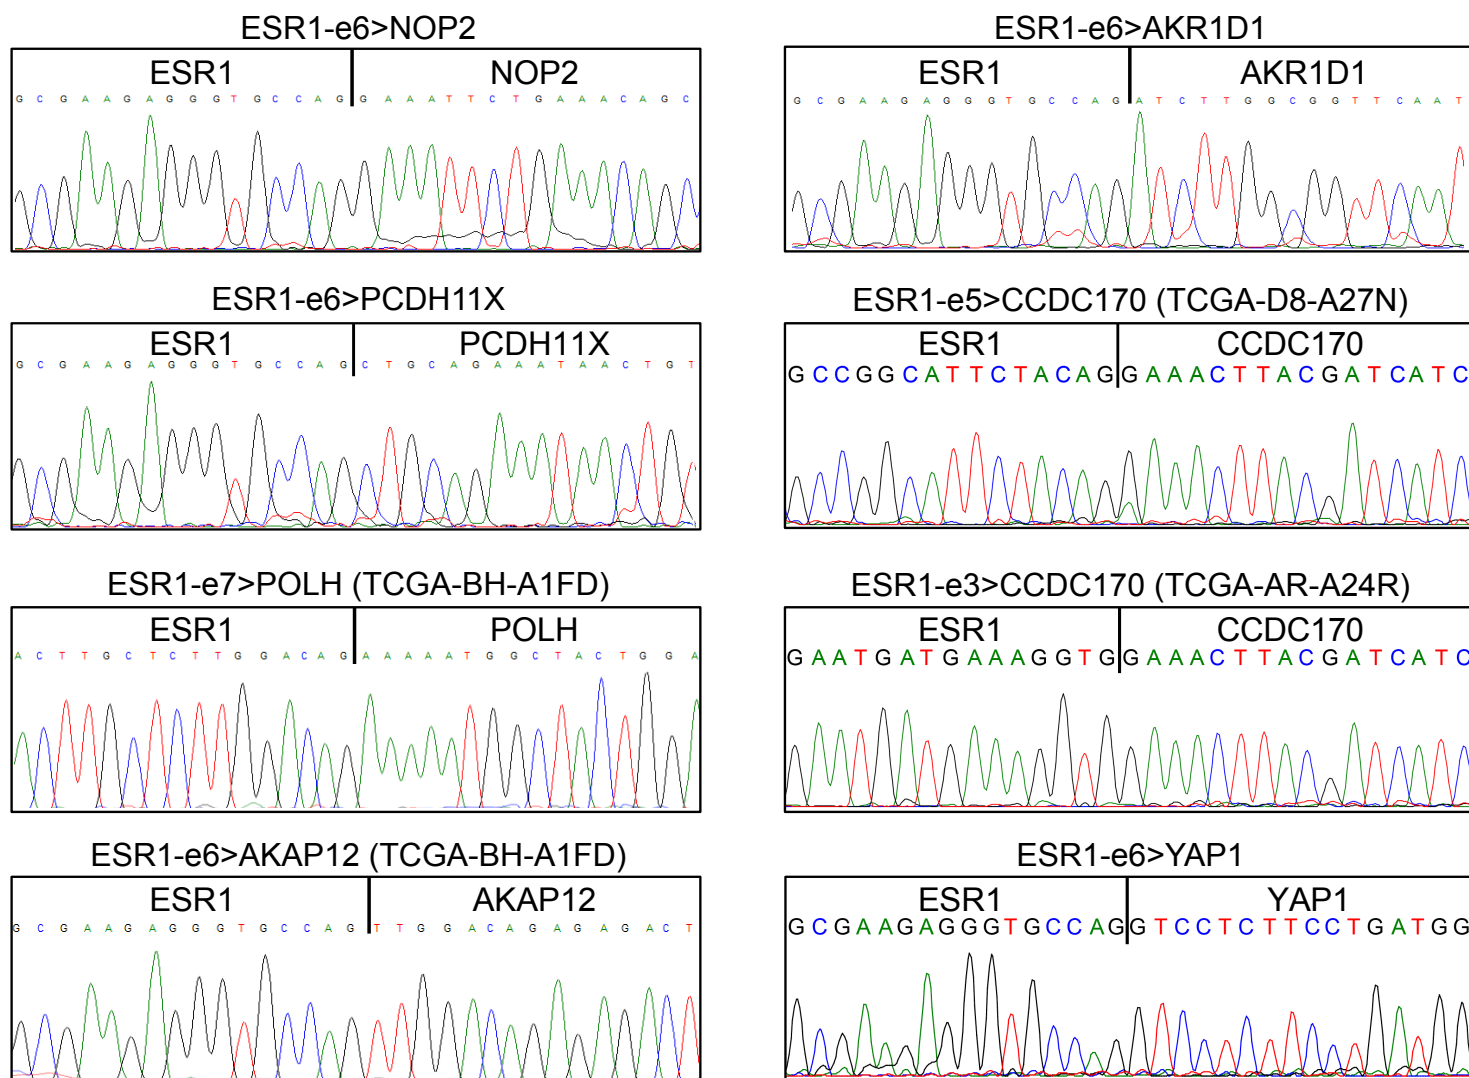 ESR1-e6>NOP2
ESR1 NOP2
G C G A A G A G G G T G C C A G G A A A T T C T G A A A C A G C
ESR1-e6>AKR1D1
ESR1 AKR1D1
G C G A A G A G G G T G C C A G A T C T T G G C G G T T C A A T
ESR1-e6>PCDH11X
ESR1 PCDH11X
G C G A A G A G G G T G C C A G C T G C A G A A A T A A C T G T
ESR1-e5>CCDC170 (TCGA-D8-A27N)
ESR1 CCDC170
G C C G G C A T T C T A C A G G A A A C T T A C G A T C A T C
ESR1-e7>POLH (TCGA-BH-A1FD)
ESR1 POLH
A C T T G C T C T T G G A C A G A A A A A T G G C T A C T G G A
ESR1-e3>CCDC170 (TCGA-AR-A24R)
ESR1 CCDC170
G A A T G A T G A A A G G T G G A A A C T T A C G A T C A T C
ESR1-e6>AKAP12 (TCGA-BH-A1FD)
ESR1 AKAP12
G C G A A G A G G G T G C C A G T T G G A C A G A G A G A C T
ESR1-e6>YAP1
ESR1 YAP1
G C G A A G A G G G T G C C A G G T C C T C T T C C T G A T G G